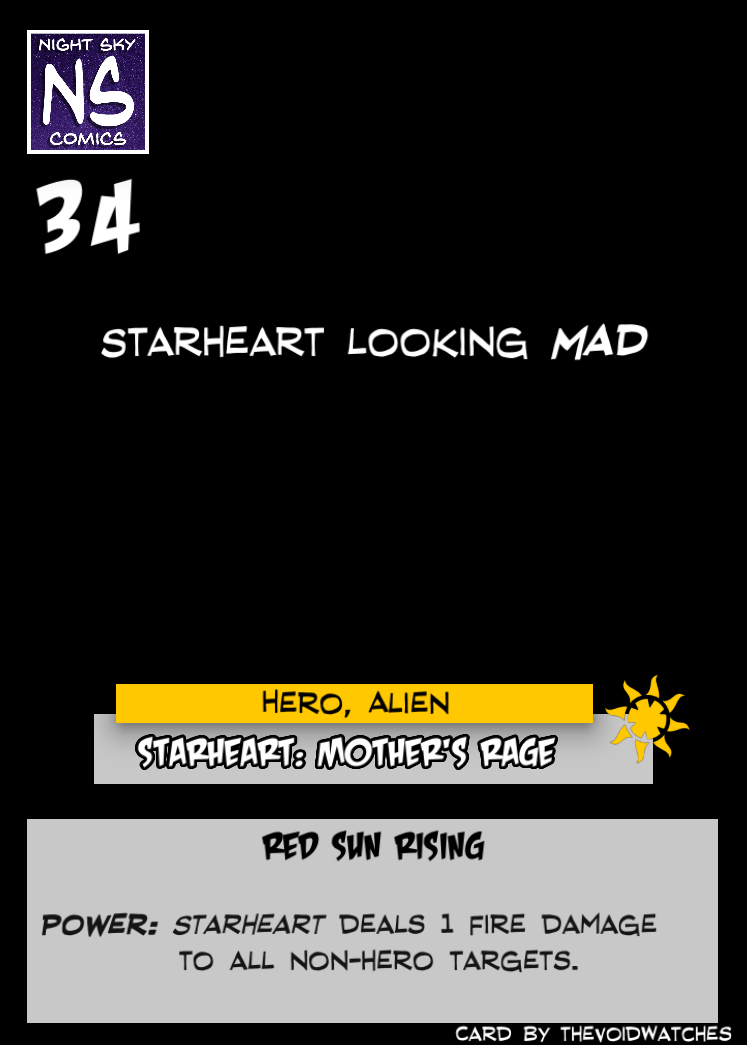 NIGHT SKY
NS
COMICS
34
STARHEART LOOKING MAD
HERO, ALIEN
STARHEART: MOTHER'S RAGE
RED SUN RISING
POWER: STARHEART DEALS 1 FIRE DAMAGE
TO ALL NON-HERO TARGETS.
CARD BY THEVOIDWATCHES